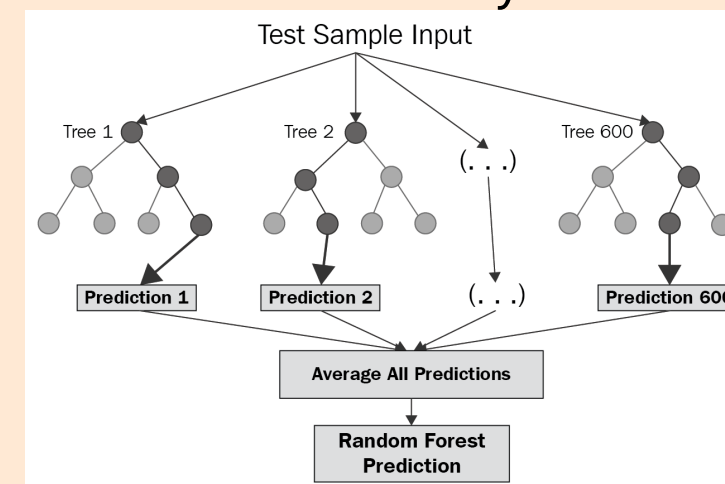 Test Sample Input
Tree 1
Tree 2
(. . .)
Tree 600
Prediction 1
Prediction 2
(. . .)
Prediction
Average All Predictions
Random Forest
Prediction